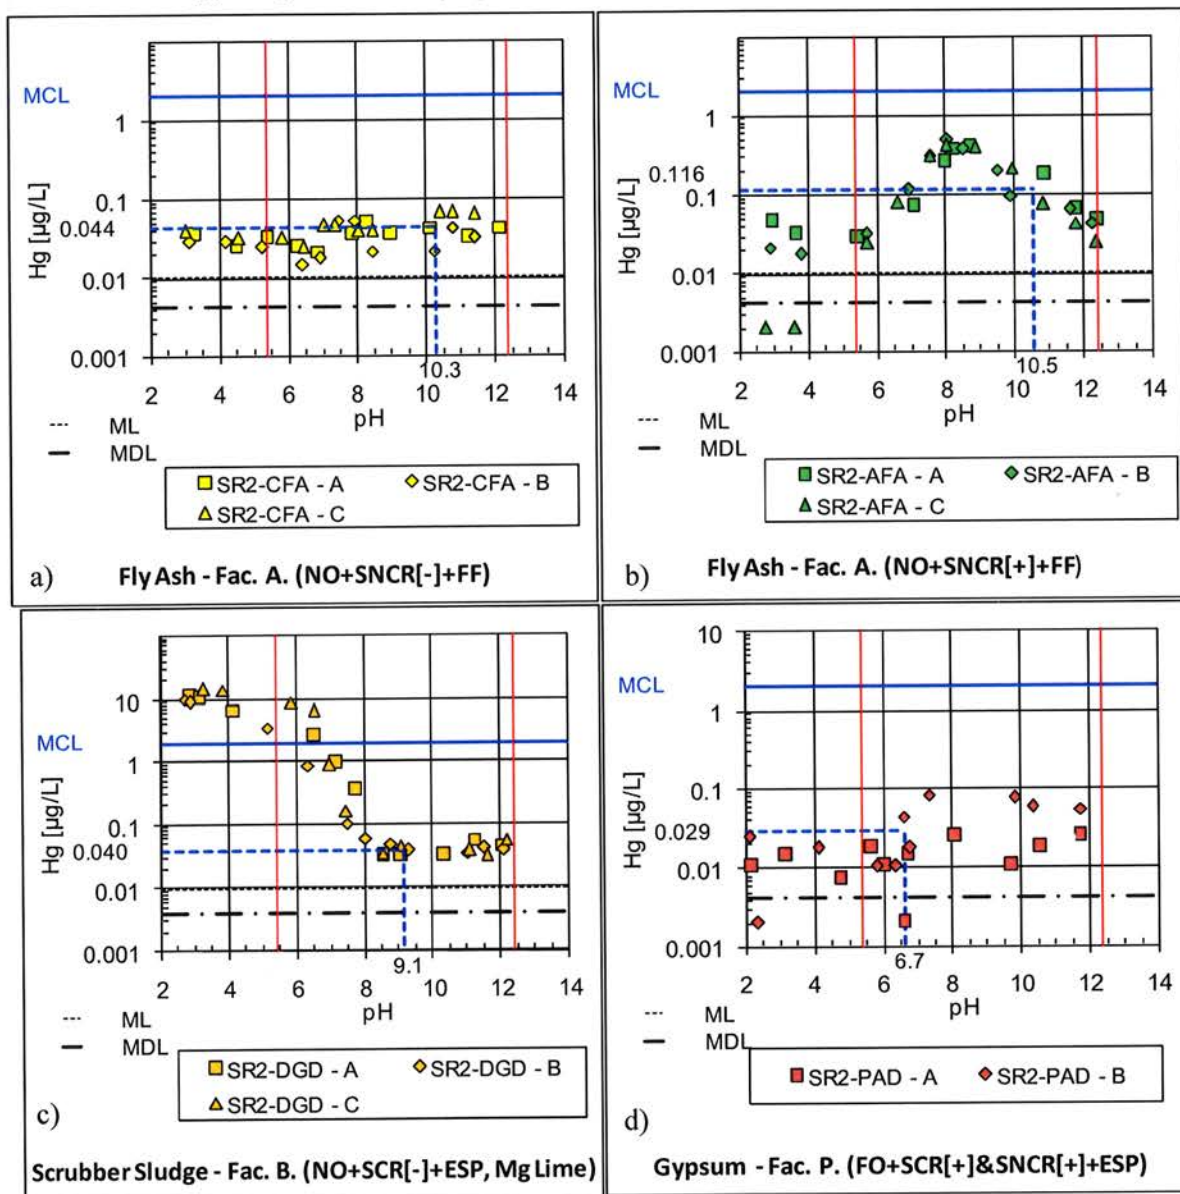 MCL
1
0.1
0.044
0.01
0.001
Hg [µg/L]
10.3
2 4 6 8 10 12 14
pH
ML
MDL
SR2-CFA - A
SR2-CFA - B
SR2-CFA - C
a)
Fly Ash - Fac. A. (NO+SNCR[-]+FF)
MCL
1
0.116
0.1
0.01
0.001
Hg [µg/L]
10.5
2 4 6 8 10 12 14
pH
ML
MDL
SR2-AFA - A
SR2-AFA - B
SR2-AFA - C
b)
Fly Ash - Fac. A. (NO+SNCR[+]+FF)
10
MCL
1
0.1
0.040
0.01
0.001
Hg [µg/L]
9.1
2 4 6 8 10 12 14
pH
ML
MDL
SR2-DGD - A
SR2-DGD - B
SR2-DGD - C
c)
Scrubber Sludge - Fac. B. (NO+SCR[-]+ESP, Mg Lime)
10
MCL
1
0.1
0.029
0.01
0.001
Hg [µg/L]
6.7
2 4 6 8 10 12 14
pH
ML
MDL
SR2-PAD - A
SR2-PAD - B
d)
Gypsum - Fac. P. (FO+SCR[+]&SNCR[+]+ESP)